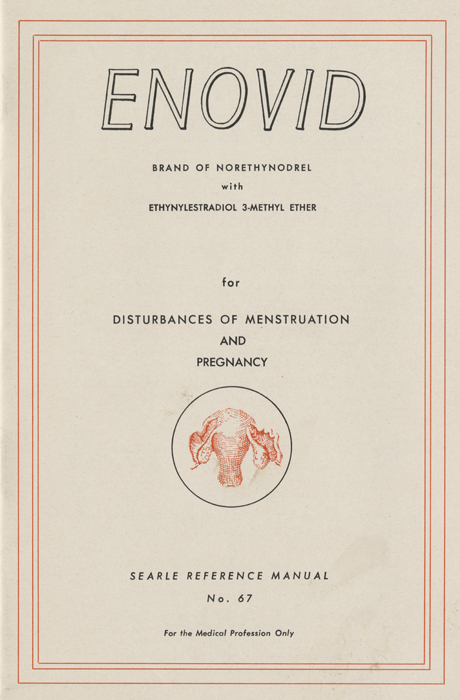 ENOVID
BRAND OF NORETHYNODREL
with
ETHYNYLESTRADIOL 3-METHYL ETHER
for
DISTURBANCES OF MENSTRUATION
AND
PREGNANCY
SEARLE REFERENCE MANUAL
No. 67
For the Medical Profession Only